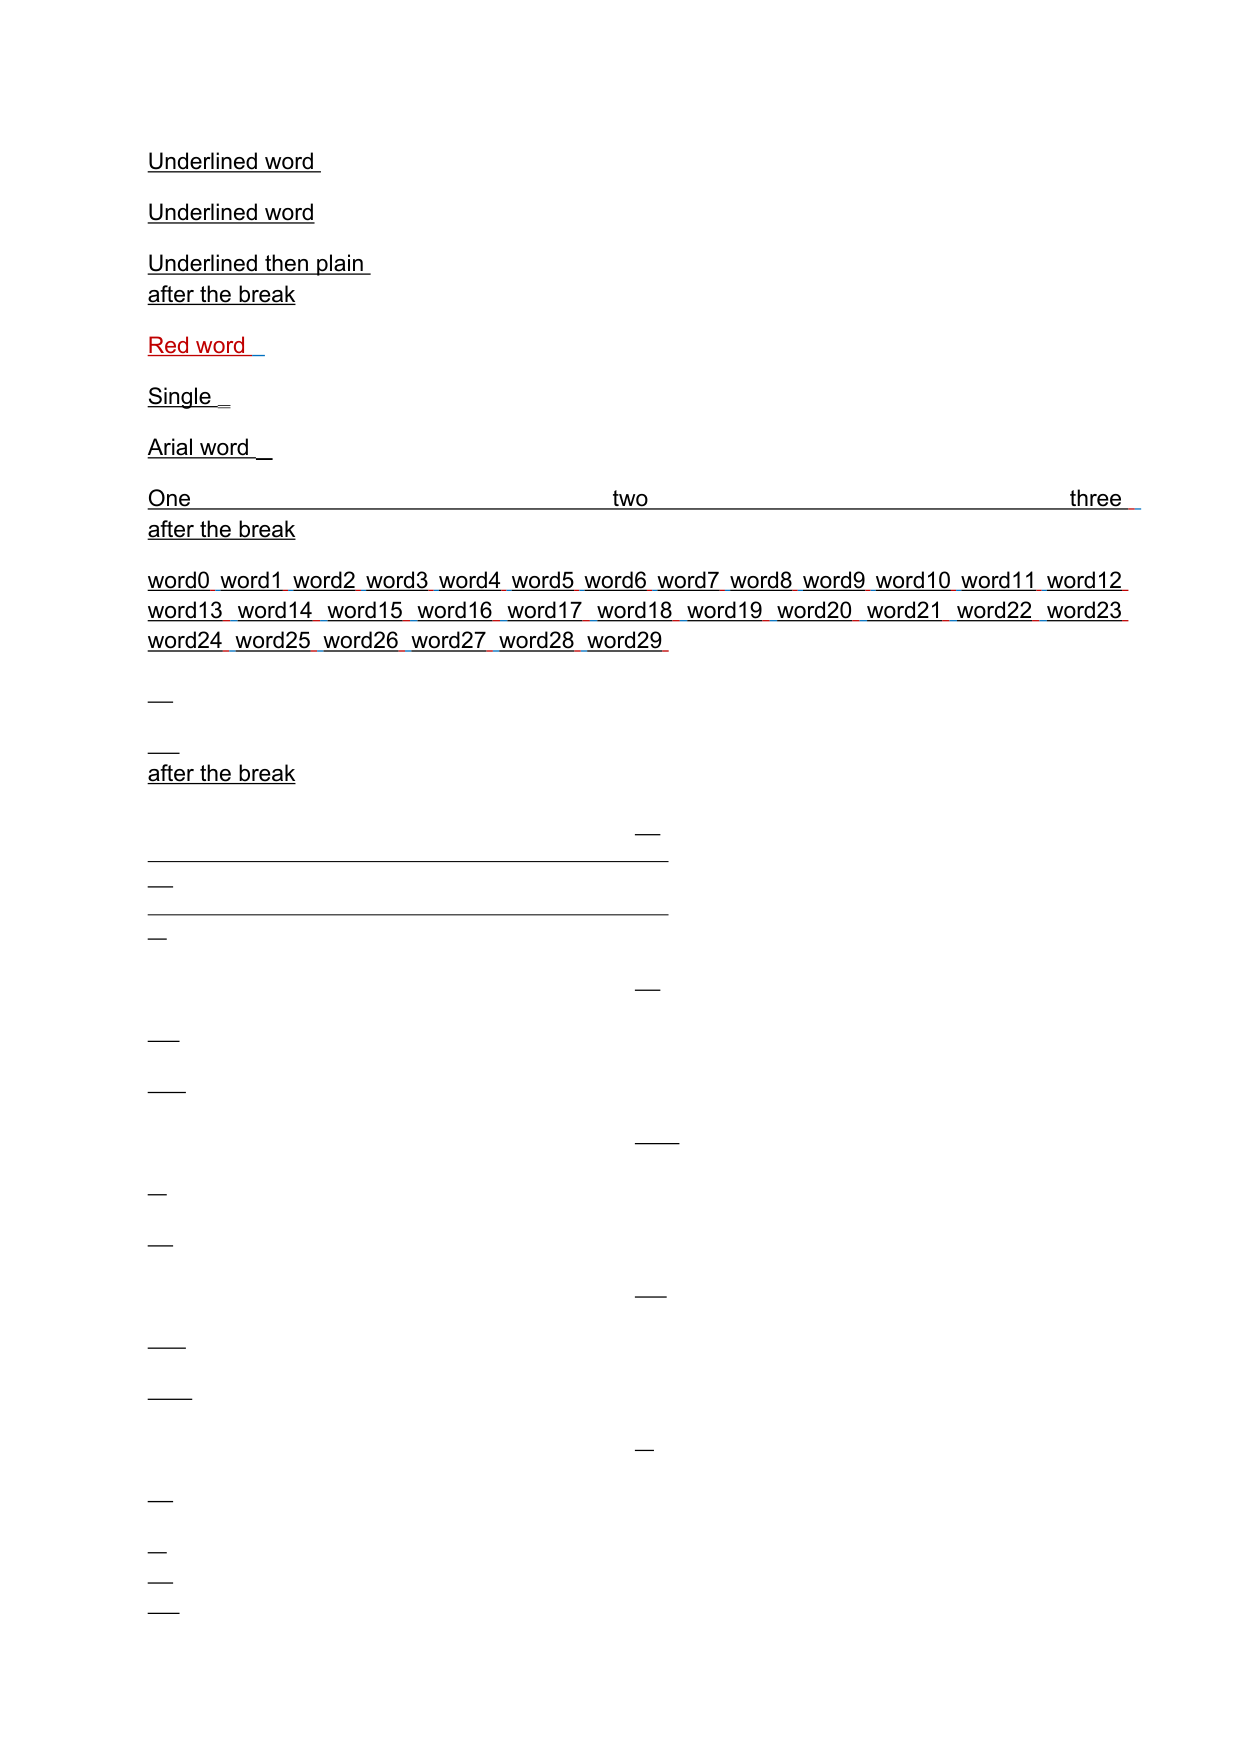 Underlined word
Underlined word
Underlined then plain
after the break
Red word
Single
Arial word
One two three
after the break
word0 word1 word2 word3 word4 word5 word6 word7 word8 word9 word10 word11 word12
word13 word14 word15 word16 word17 word18 word19 word20 word21 word22 word23
word24 word25 word26 word27 word28 word29
after the break